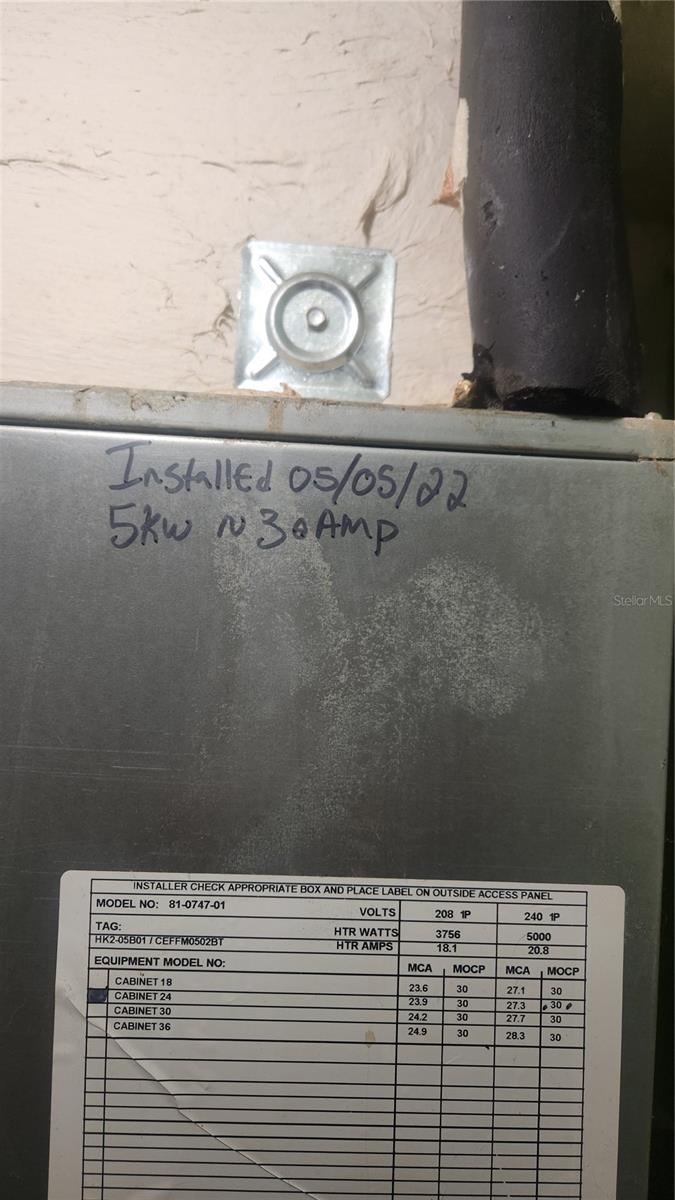 Installed 05/05/22
5KW N 30AMP
StellarMLS
INSTALLER CHECK APPROPRIATE BOX AND PLACE LABEL ON OUTSIDE ACCESS PANEL
MODEL NO: 81-0747-01 VOLTS 208 1P 240 1P
TAG: HTR WATTS 3756 5000
HK2-05B01 / CEFFM0502BT HTR AMPS 18.1 20.8
EQUIPMENT MODEL NO: MCA MOCP MCA MOCP
CABINET 18 23.6 30 27.1 30
CABINET 24 23.9 30 27.3 30
CABINET 30 24.2 30 27.7 30
CABINET 36 24.9 30 28.3 30